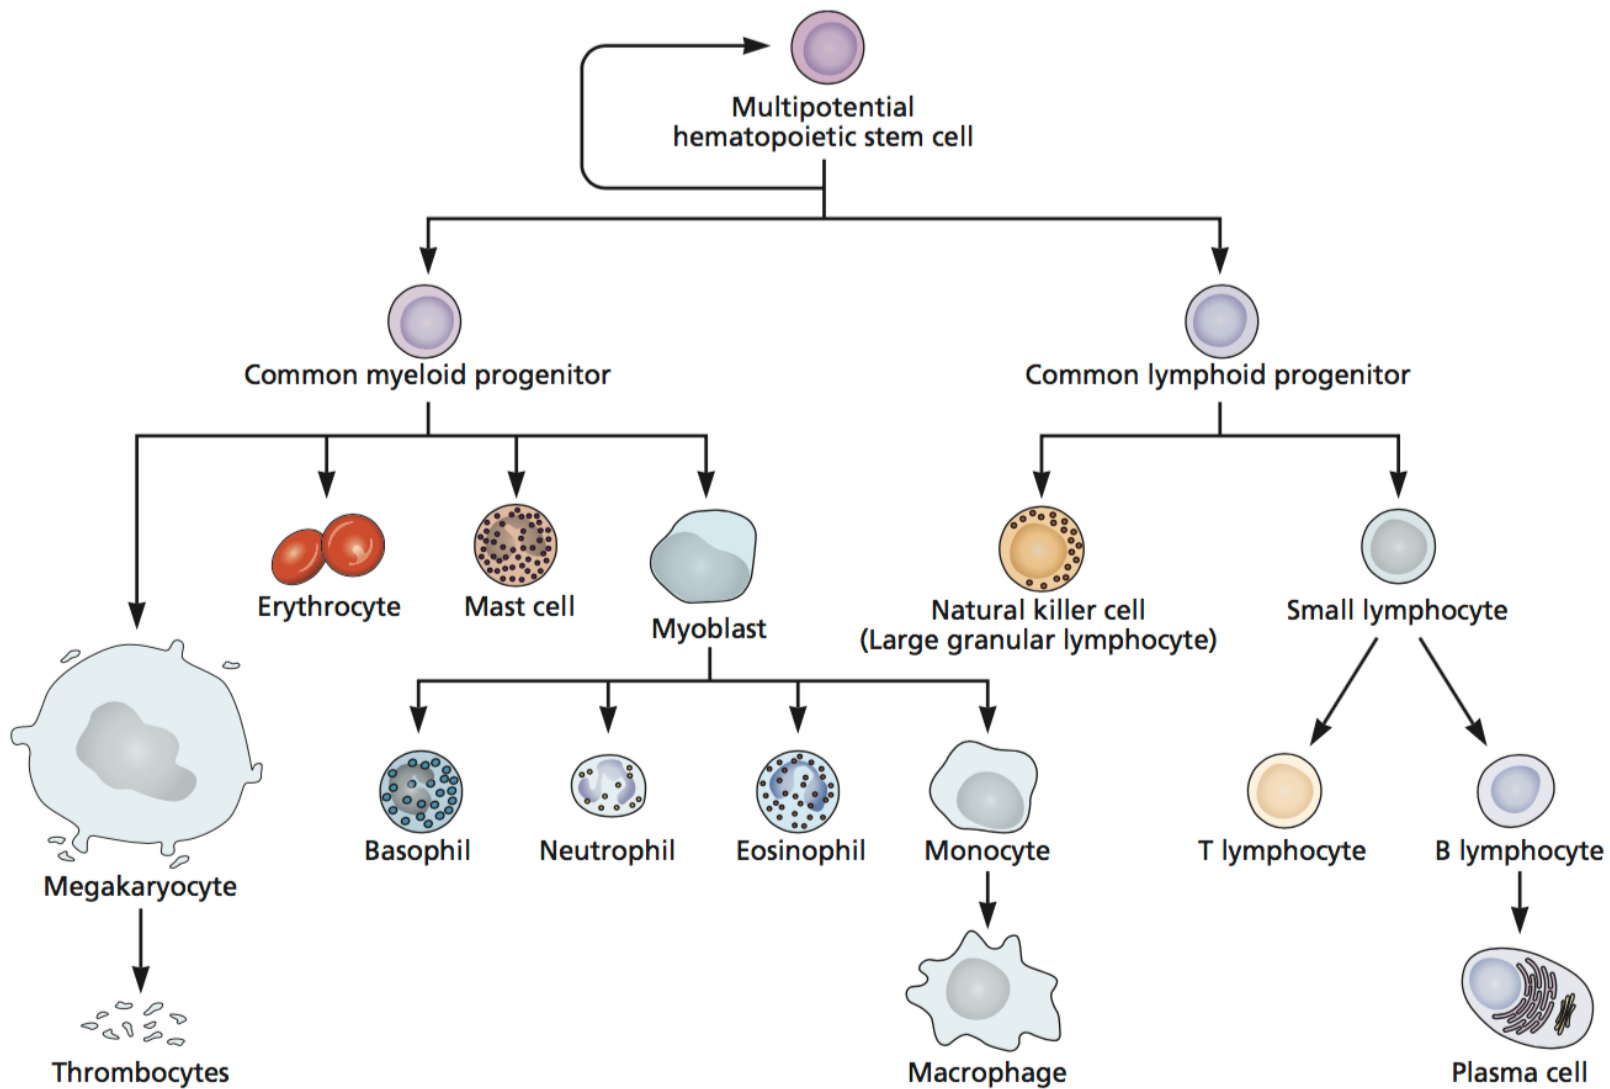 Multipotential
hematopoietic stem cell
Common myeloid progenitor
Common lymphoid progenitor
Erythrocyte
Mast cell
Myoblast
Natural killer cell
(Large granular lymphocyte)
Small lymphocyte
Megakaryocyte
Basophil
Neutrophil
Eosinophil
Monocyte
T lymphocyte
B lymphocyte
Thrombocytes
Macrophage
Plasma cell